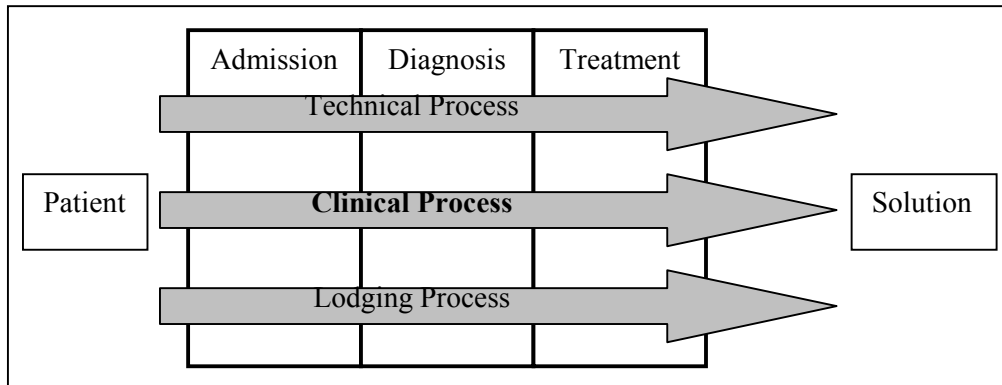 Admission
Diagnosis
Treatment
Technical Process
Patient
Clinical Process
Solution
Lodging Process